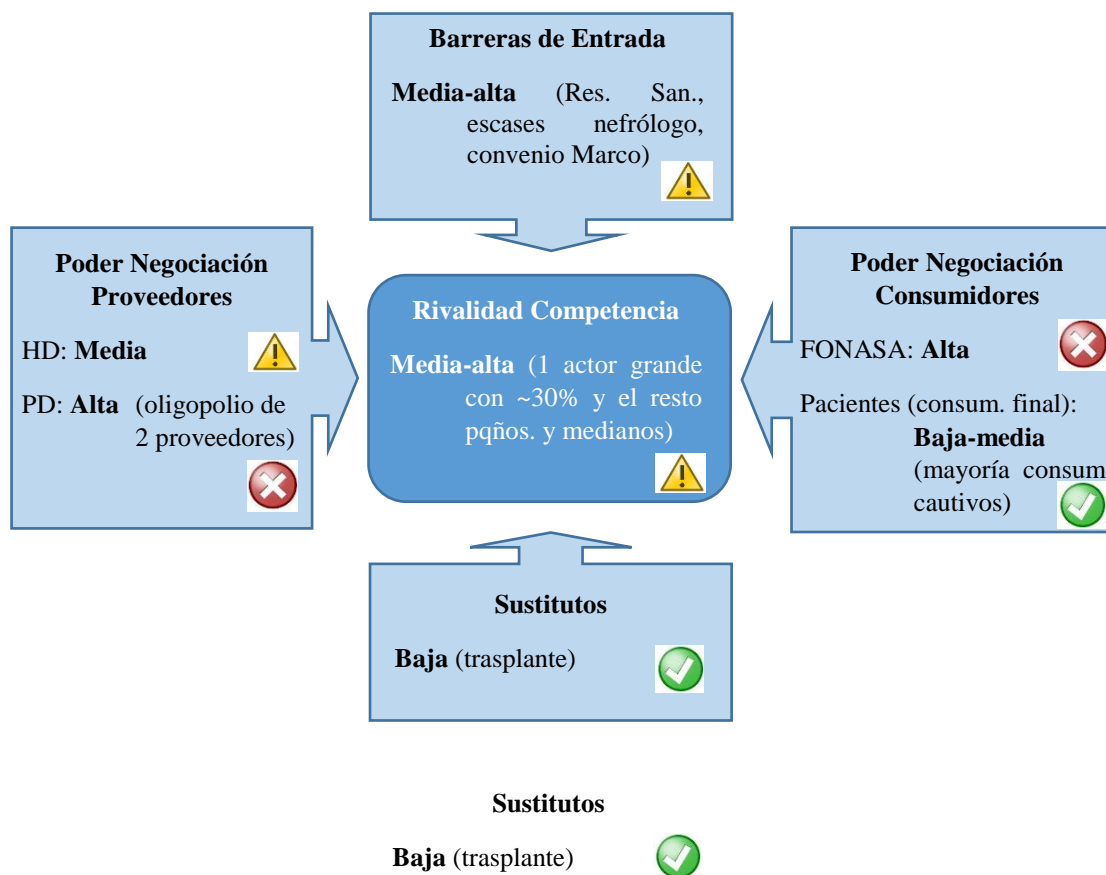 Barreras de Entrada
Media-alta (Res. San.,
escases nefrólogo,
convenio Marco)
Poder Negociación
Proveedores
HD: Media
PD: Alta (oligopolio de
2 proveedores)
Rivalidad Competencia
Media-alta (1 actor grande
con ~30% y el resto
pqños. y medianos)
Poder Negociación
Consumidores
FONASA: Alta
Pacientes (consum. final):
Baja-media
(mayoría consum
cautivos)
Sustitutos
Baja (trasplante)
Sustitutos
Baja (trasplante)